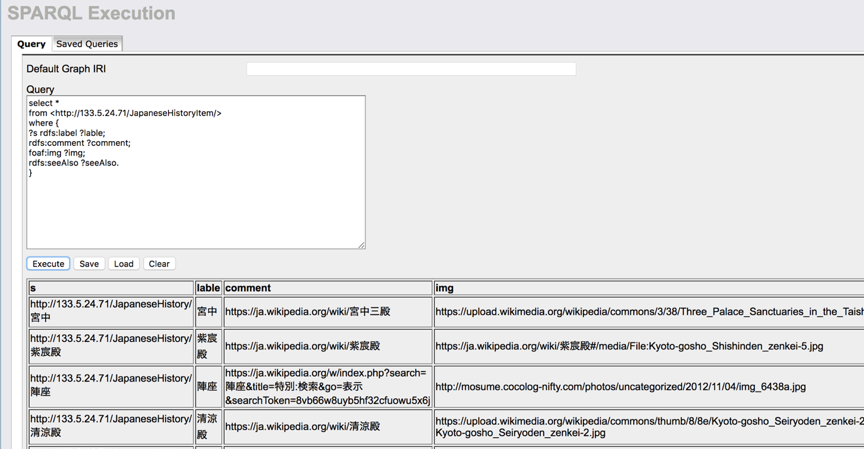 SPARQL Execution
Query Saved Queries
Default Graph IRI
Query
select *
from <http://133.5.24.71/JapaneseHistoryItem/>
where {
?s rdfs:label ?lable;
rdfs:comment ?comment;
foaf:img ?img;
rdfs:seeAlso ?seeAlso.
}
Execute Save Load Clear
s lable comment img
http://133.5.24.71/JapaneseHistory/
宮中
宮中
https://ja.wikipedia.org/wiki/宮中三殿
https://upload.wikimedia.org/wikipedia/commons/3/38/Three_Palace_Sanctuaries_in_the_Taish
http://133.5.24.71/JapaneseHistory/
紫宸殿
紫宸
殿
https://ja.wikipedia.org/wiki/紫宸殿
https://ja.wikipedia.org/wiki/紫宸殿#/media/File:Kyoto-gosho_Shishinden_zenkei-5.jpg
http://133.5.24.71/JapaneseHistory/
陣座
陣座
https://ja.wikipedia.org/w/index.php?search=
陣座&title=特別:検索&go=表示
&searchToken=8vb66w8uyb5hf32cfuowu5x6j
http://mosume.cocolog-nifty.com/photos/uncategorized/2012/11/04/img_6438a.jpg
http://133.5.24.71/JapaneseHistory/
清涼殿
清涼
殿
https://ja.wikipedia.org/wiki/清涼殿
https://upload.wikimedia.org/wikipedia/commons/thumb/8/8e/Kyoto-gosho_Seiryoden_zenkei-2
Kyoto-gosho_Seiryoden_zenkei-2.jpg